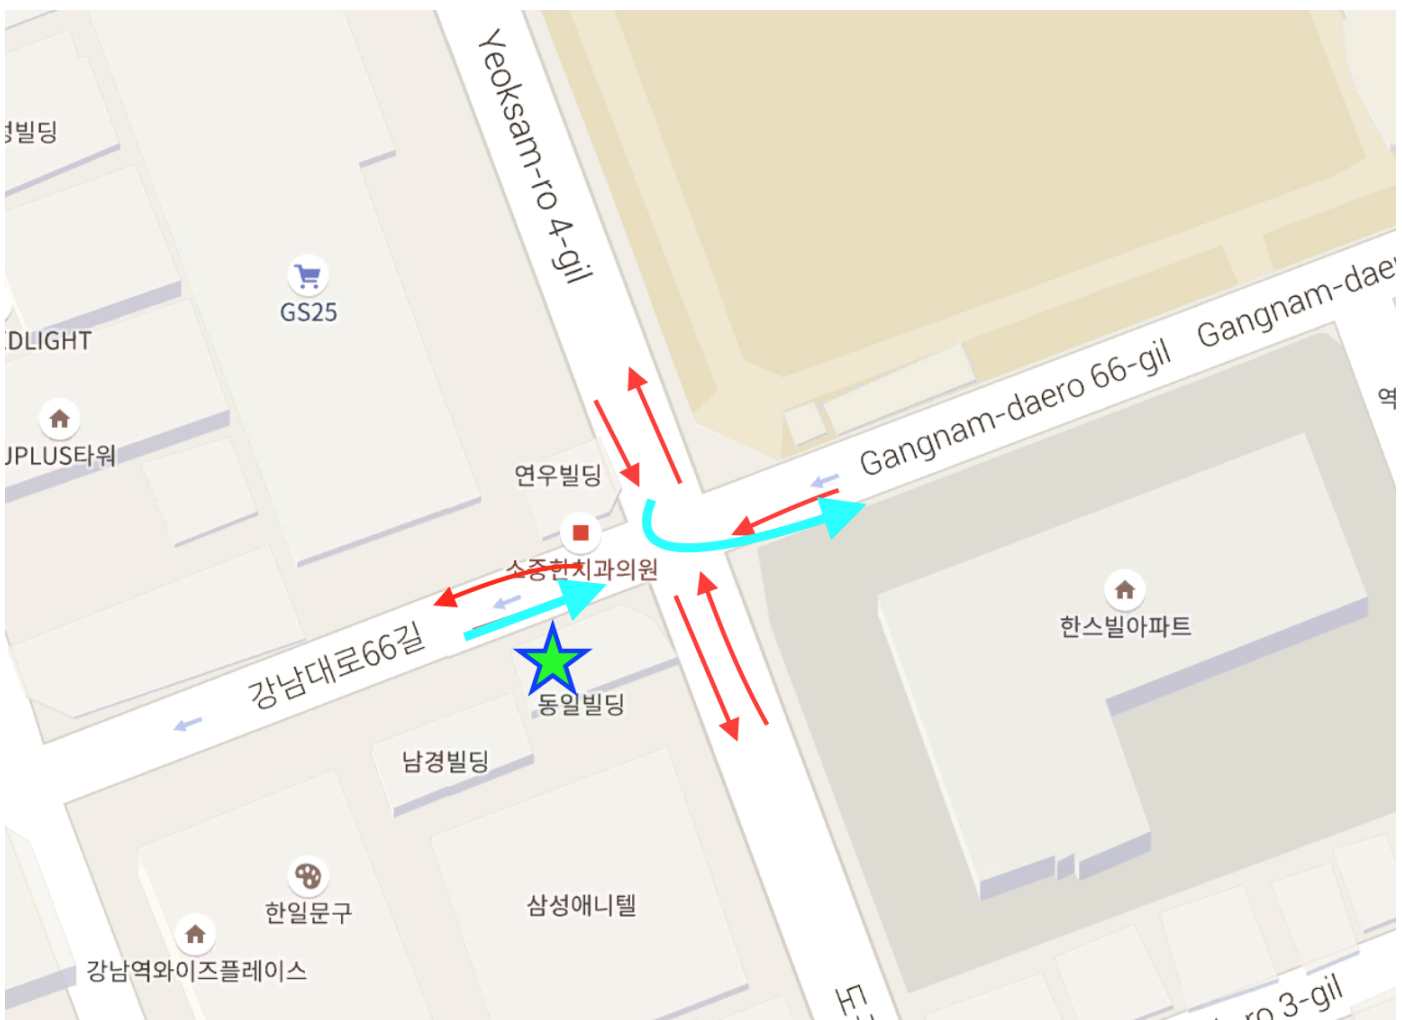 Yeoksam-ro 4-gil
빌딩
GS25
DLIGHT
UPLUS타워
연우빌딩
소중한치과의원
Gangnam-daero 66-gil
Gangnam-daer
역
한스빌아파트
강남대로66길
동일빌딩
남경빌딩
한일문구
삼성애니텔
강남역와이즈플레이스
ro 3-gil